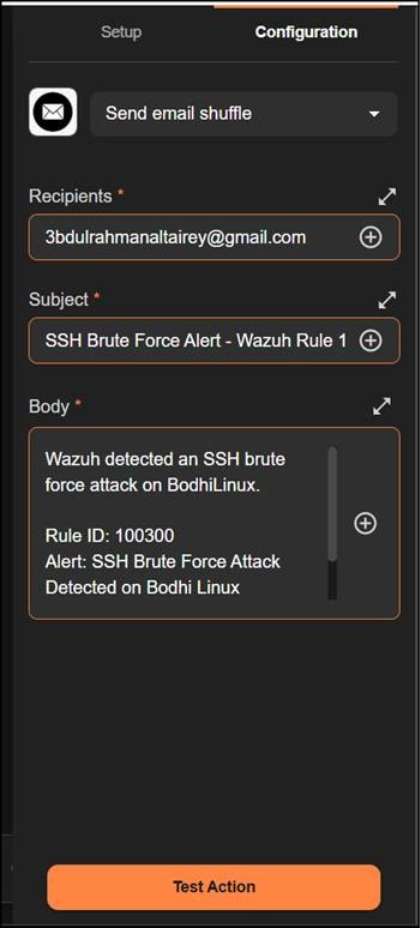 Setup
Configuration
Send email shuffle
Recipients *
3bdulrahmanaltairey@gmail.com
Subject *
SSH Brute Force Alert - Wazuh Rule 1
Body *
Wazuh detected an SSH brute
force attack on BodhiLinux.
Rule ID: 100300
Alert: SSH Brute Force Attack
Detected on Bodhi Linux
Test Action